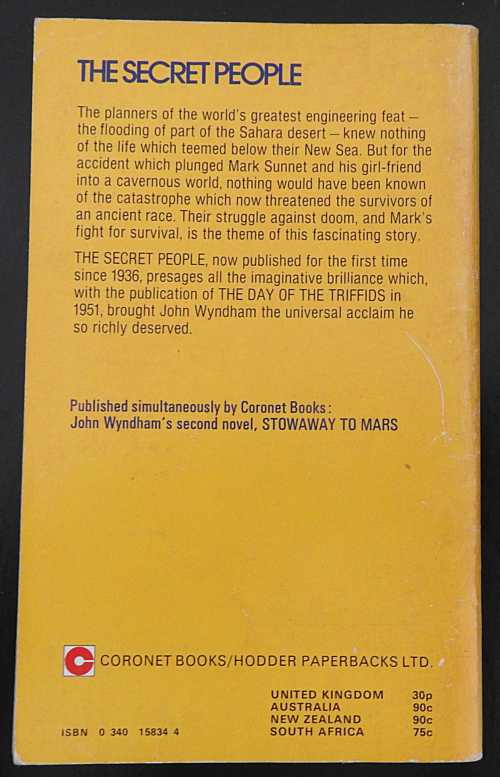 THE SECRET PEOPLE
The planners of the world's greatest engineering feat –
the flooding of part of the Sahara desert – knew nothing
of the life which teemed below their New Sea. But for the
accident which plunged Mark Sunnet and his girl-friend
into a cavernous world, nothing would have been known
of the catastrophe which now threatened the survivors of
an ancient race. Their struggle against doom, and Mark's
fight for survival, is the theme of this fascinating story.
THE SECRET PEOPLE, now published for the first time
since 1936, presages all the imaginative brilliance which,
with the publication of THE DAY OF THE TRIFFIDS in
1951, brought John Wyndham the universal acclaim he
so richly deserved.
Published simultaneously by Coronet Books:
John Wyndham's second novel, STOWAWAY TO MARS
CORONET BOOKS/HODDER PAPERBACKS LTD.
UNITED KINGDOM 30p
AUSTRALIA 90c
NEW ZEALAND 90c
SOUTH AFRICA 75c
ISBN 0 340 15834 4